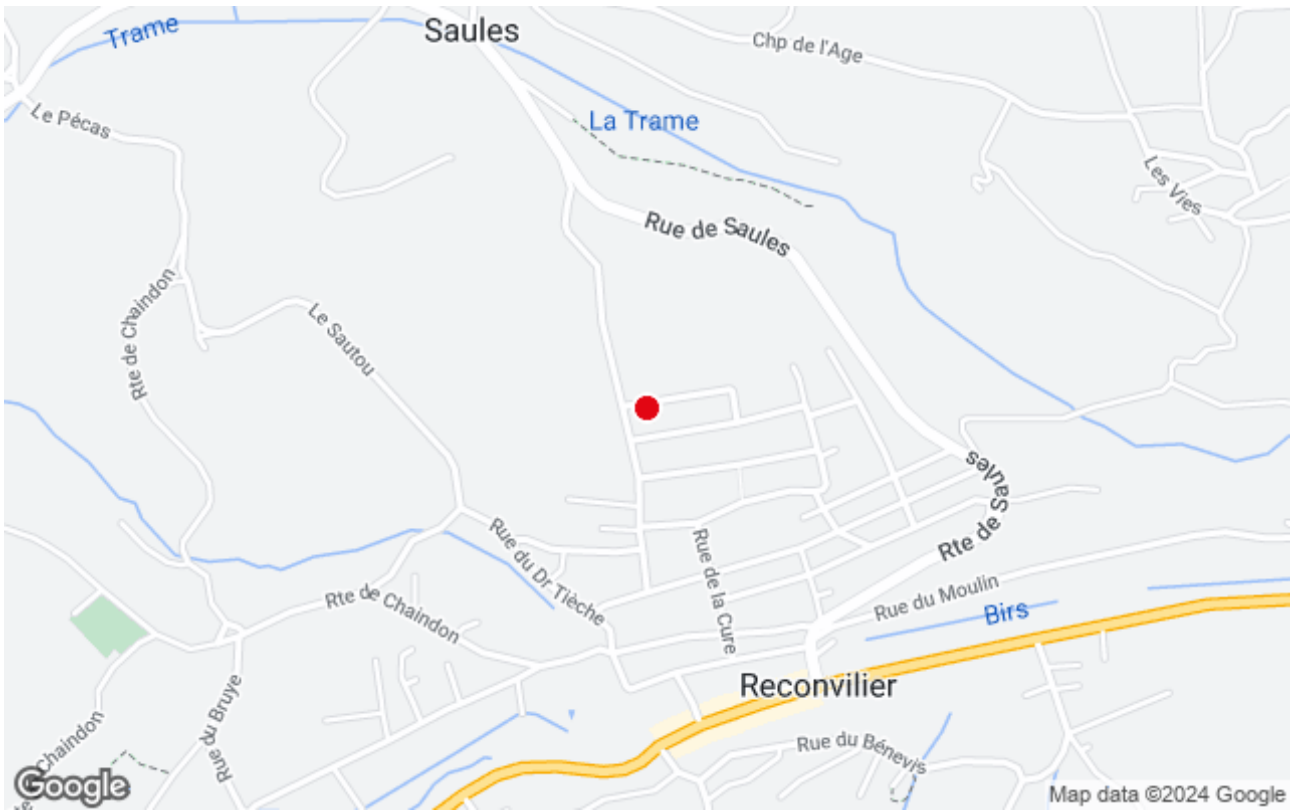 Saules
Trame
Chp de l'Age
Le Pécas
La Trame
Les Vies
Rue de Saules
Rte de Chaindon
Le Sautou
Rte de Saules
Rue du Dr Tièche
Rue de la Cure
Rte de Chaindon
Rue du Moulin
Birs
Reconvilier
Rue du Bruye
Chaindon
Rue du Bénevis
Google
Map data ©2024 Google